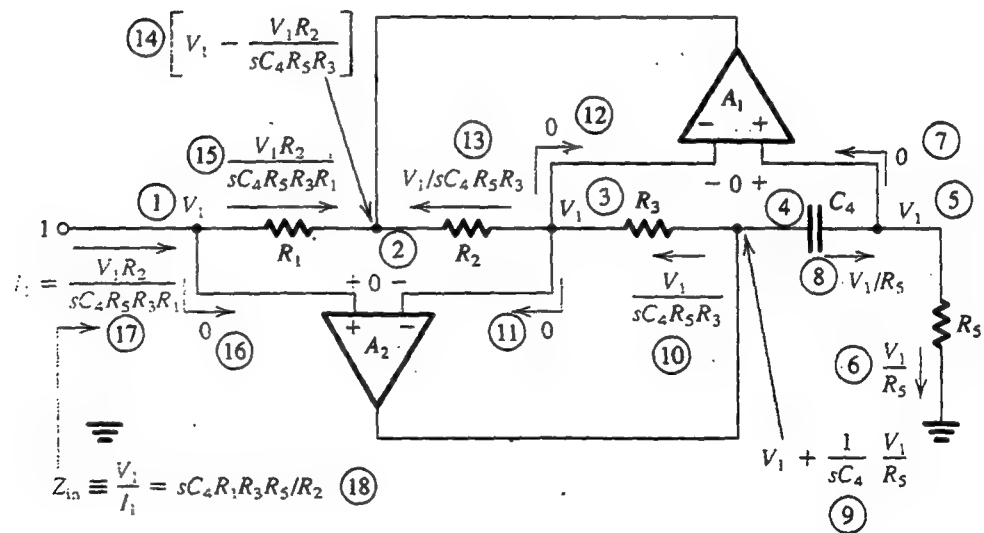 ⑭ [V₁ − V₁R₂ / sC₄R₅R₃]
A₁
− +
0 ⑫
⑦
0
⑮ V₁R₂ / sC₄R₅R₃R₁
⑬
V₁/sC₄R₅R₃
− 0 +
① V₁
V₁ ③ R₃
④ C₄
V₁ ⑤
1
R₁
②
R₂
⑧ V₁/R₅
I₁ = V₁R₂ / sC₄R₅R₃R₁
⑰
+ 0 −
0
⑯
+ −
A₂
⑪ 0
V₁ / sC₄R₅R₃
⑩
R₅
⑥ V₁ / R₅
V₁ + 1 / sC₄ V₁ / R₅
⑨
Zin ≡ V₁ / I₁ = sC₄R₁R₃R₅/R₂ ⑱